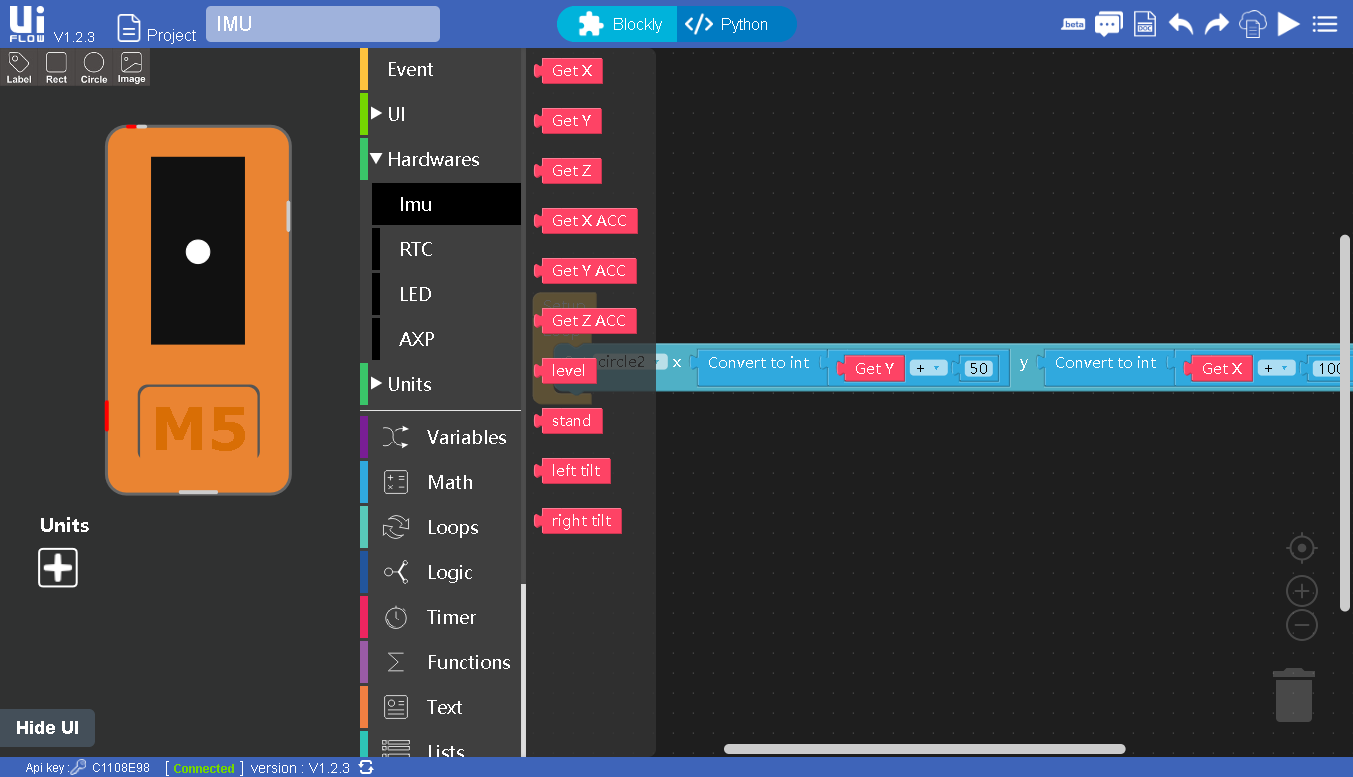 Ui
FLOW V1.2.3
Project
IMU
Blockly
Python
beta
DOC
Label Rect Circle Image
M5
Units
Hide UI
Event
UI
Hardwares
Imu
RTC
LED
AXP
Units
Variables
Math
Loops
Logic
Timer
Functions
Text
Lists
Get X
Get Y
Get Z
Get X ACC
Get Y ACC
Get Z ACC
level
stand
left tilt
right tilt
Setup
circle2 x Convert to int Get Y + 50 y Convert to int Get X + 100
Api key : C1108E98 [ Connected ] version : V1.2.3